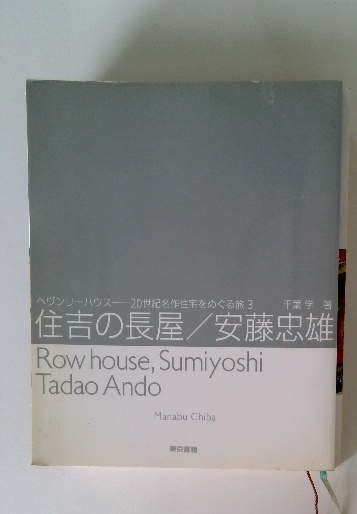 ヘヴンリーハウス——20世紀名作住宅をめぐる旅 3 千葉 学 著
住吉の長屋／安藤忠雄
Row house, Sumiyoshi
Tadao Ando
Manabu Chiba
東京書籍